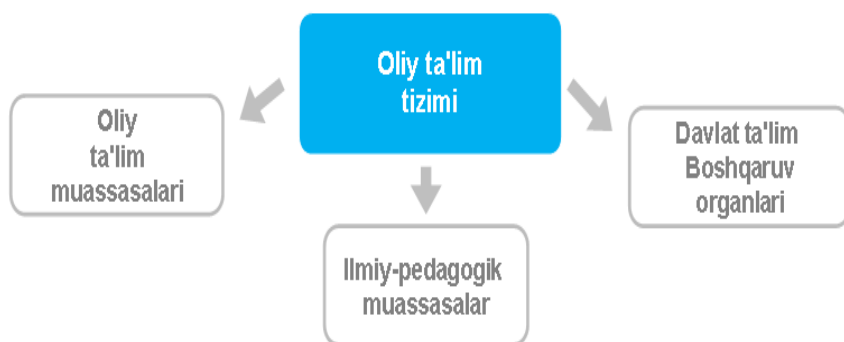 Oliy ta'lim
tizimi
Oliy
ta'lim
muassasalari
Ilmiy-pedagogik
muassasalar
Davlat ta'lim
Boshqaruv
organlari